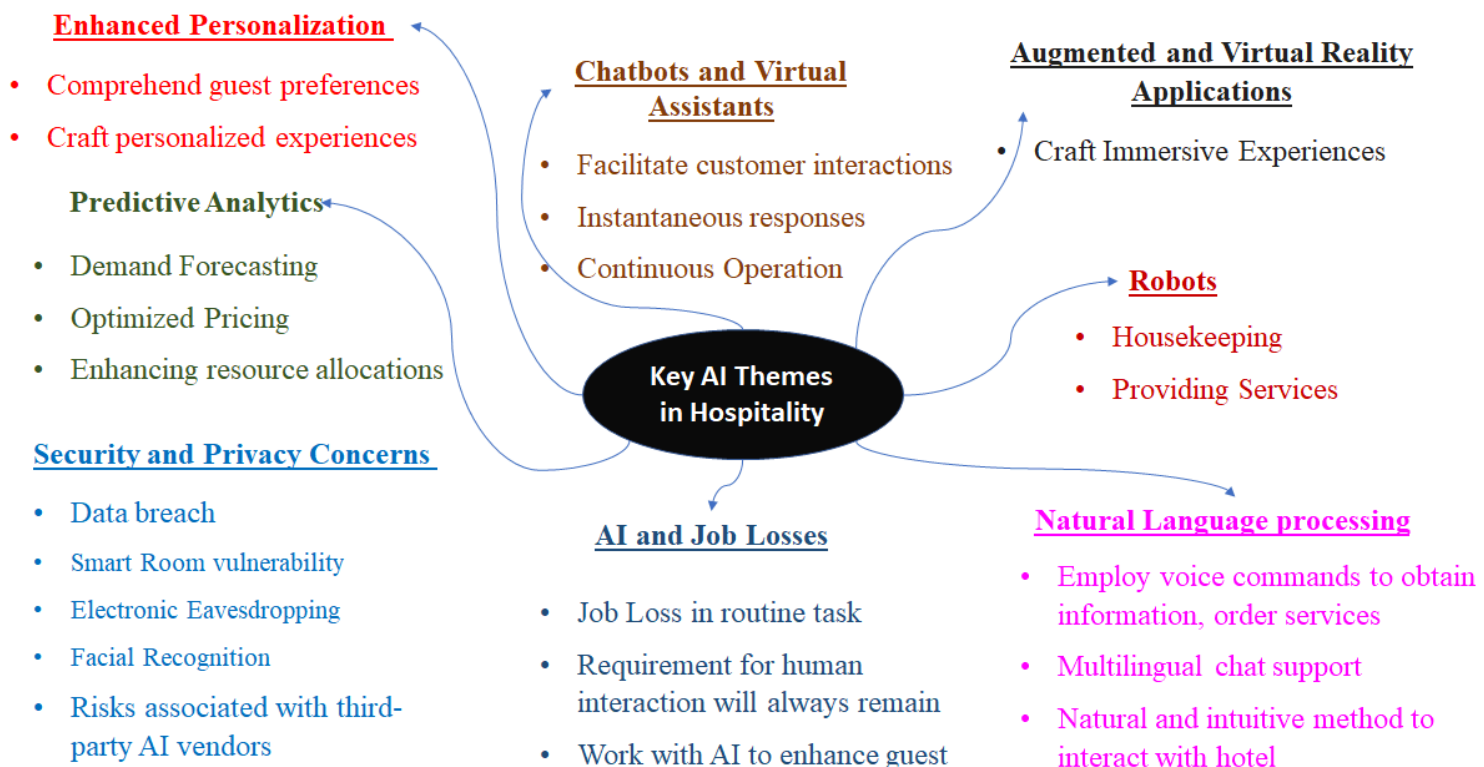 Enhanced Personalization
• Comprehend guest preferences
• Craft personalized experiences
Predictive Analytics
• Demand Forecasting
• Optimized Pricing
• Enhancing resource allocations
Security and Privacy Concerns
• Data breach
• Smart Room vulnerability
• Electronic Eavesdropping
• Facial Recognition
• Risks associated with third-
party AI vendors
Chatbots and Virtual
Assistants
• Facilitate customer interactions
• Instantaneous responses
• Continuous Operation
Key AI Themes
in Hospitality
AI and Job Losses
• Job Loss in routine task
• Requirement for human
interaction will always remain
• Work with AI to enhance guest
Augmented and Virtual Reality
Applications
• Craft Immersive Experiences
Robots
• Housekeeping
• Providing Services
Natural Language processing
• Employ voice commands to obtain
information, order services
• Multilingual chat support
• Natural and intuitive method to
interact with hotel